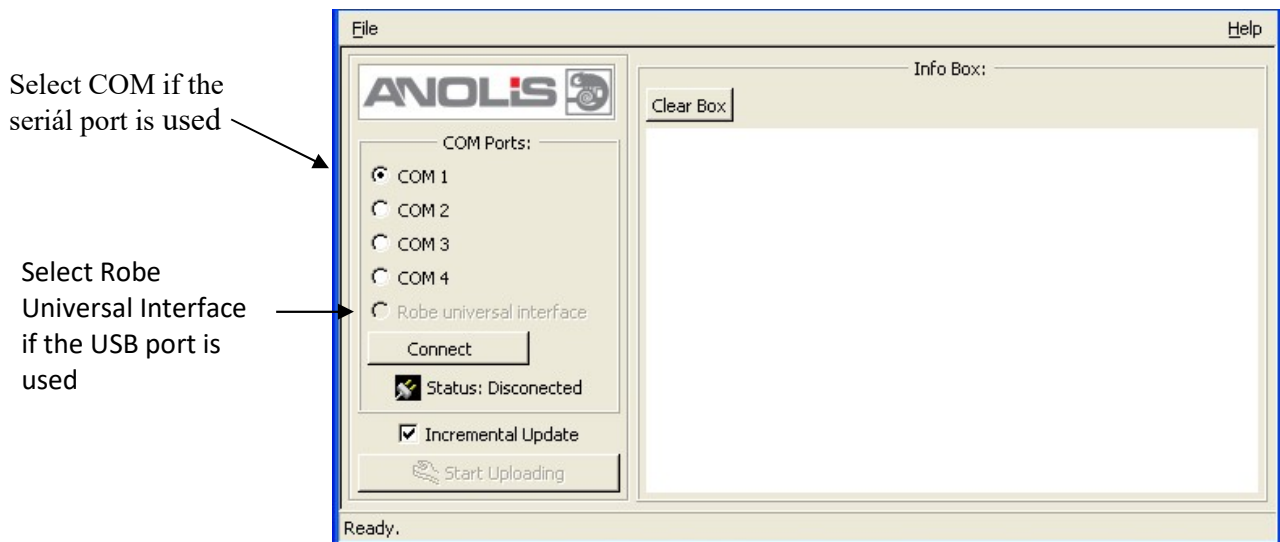 File
Help
Select COM if the
seriál port is used
ANOLiS
COM Ports:
COM 1
COM 2
COM 3
COM 4
Robe universal interface
Connect
Status: Disconected
Incremental Update
Start Uploading
Select Robe
Universal Interface
if the USB port is
used
Info Box:
Clear Box
Ready.